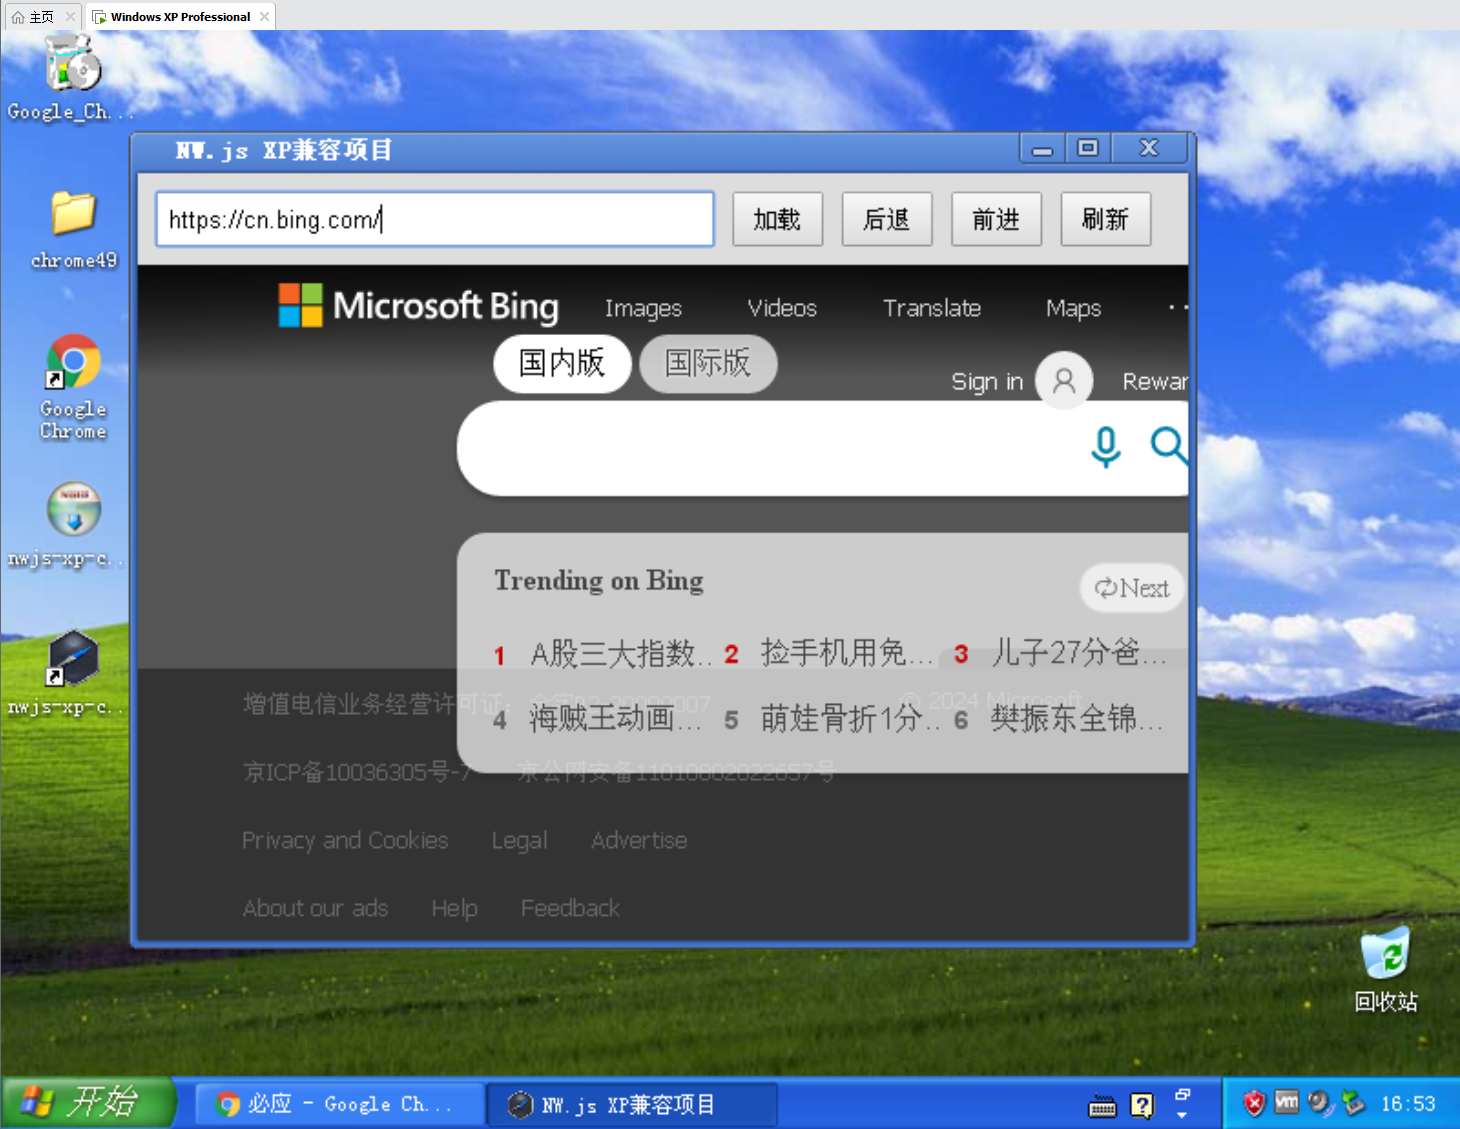 主页
Windows XP Professional
Google_Ch...
NW.js XP兼容项目
https://cn.bing.com/
加载
后退
前进
刷新
chrome49
Microsoft Bing
Images
Videos
Translate
Maps
国内版
国际版
Sign in
Rewar
Google
Chrome
Trending on Bing
Next
nwjs-xp-c...
1 A股三大指数...
2 捡手机用免...
3 儿子27分爸...
增值电信业务经营许可证：
© 2024 Microsoft
nwjs-xp-c...
4 海贼王动画...
5 萌娃骨折1分...
6 樊振东全锦...
京ICP备10036305号-7
京公网安备11010802022657号
Privacy and Cookies
Legal
Advertise
About our ads
Help
Feedback
回收站
开始
必应 - Google Ch...
NW.js XP兼容项目
16:53